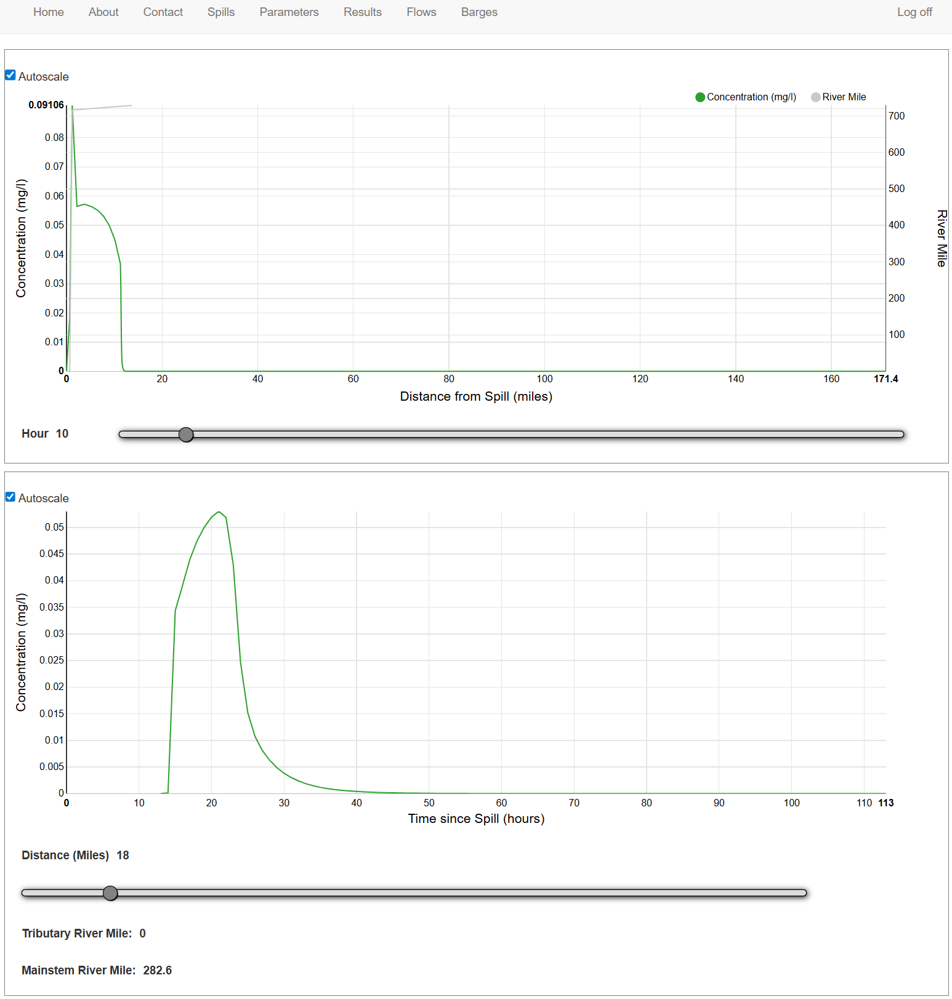 Home About Contact Spills Parameters Results Flows Barges Log off
Autoscale
Concentration (mg/l) River Mile
0.09106
0.08
0.07
0.06
0.05
0.04
0.03
0.02
0.01
0
Concentration (mg/l)
700
600
500
400
300
200
100
River Mile
0 20 40 60 80 100 120 140 160 171.4
Distance from Spill (miles)
Hour 10
Autoscale
0.05
0.045
0.04
0.035
0.03
0.025
0.02
0.015
0.01
0.005
0
Concentration (mg/l)
0 10 20 30 40 50 60 70 80 90 100 110 113
Time since Spill (hours)
Distance (Miles) 18
Tributary River Mile: 0
Mainstem River Mile: 282.6